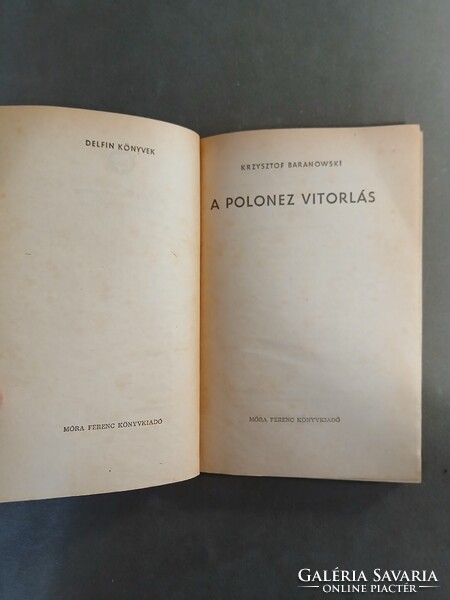 DELFIN KÖNYVEK
MÓRA FERENC KÖNYVKIADÓ
KRZYSZTOF BARANOWSKI
A POLONEZ VITORLÁS
MÓRA FERENC KÖNYVKIADÓ
GALÉRIA SAVARIA
ONLINE PIACTÉR